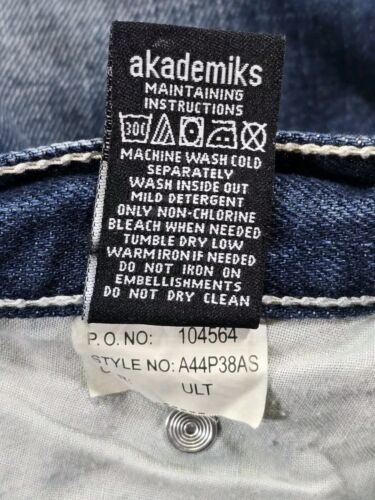 akademiks
MAINTAINING
INSTRUCTIONS
30C
MACHINE WASH COLD
SEPARATELY
WASH INSIDE OUT
MILD DETERGENT
ONLY NON-CHLORINE
BLEACH WHEN NEEDED
TUMBLE DRY LOW
WARM IRON IF NEEDED
DO NOT IRON ON
EMBELLISHMENTS
DO NOT DRY CLEAN
P.O. NO: 104564
STYLE NO: A44P38AS
ULT